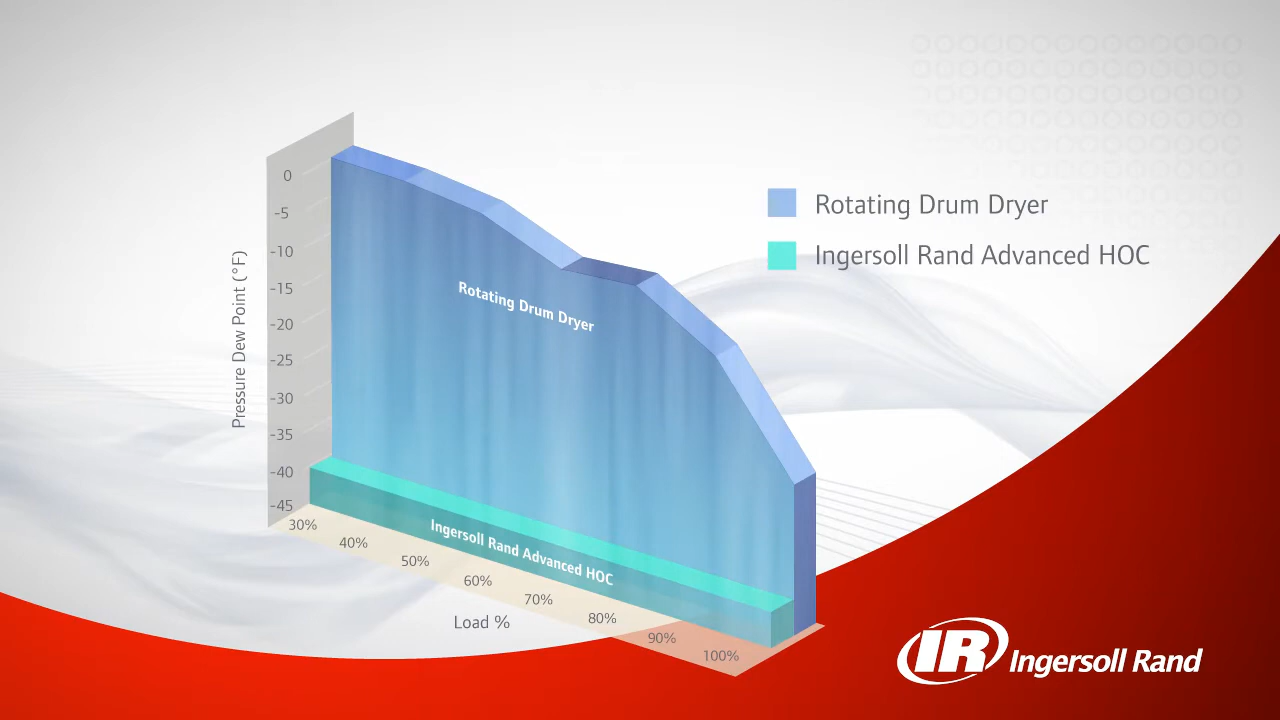 Pressure Dew Point (°F)
0
-5
-10
-15
-20
-25
-30
-35
-40
-45
30%
40%
50%
60%
70%
80%
90%
100%
Load %
Rotating Drum Dryer
Ingersoll Rand Advanced HOC
Rotating Drum Dryer
Ingersoll Rand Advanced HOC
IR Ingersoll Rand